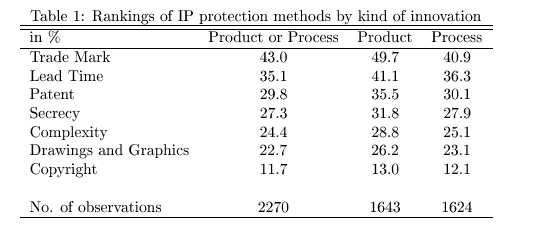 Table 1: Rankings of IP protection methods by kind of innovation
in % Product or Process Product Process
Trade Mark 43.0 49.7 40.9
Lead Time 35.1 41.1 36.3
Patent 29.8 35.5 30.1
Secrecy 27.3 31.8 27.9
Complexity 24.4 28.8 25.1
Drawings and Graphics 22.7 26.2 23.1
Copyright 11.7 13.0 12.1
No. of observations 2270 1643 1624